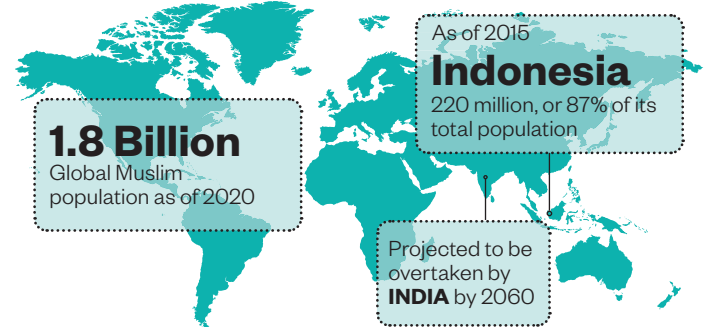 As of 2015
Indonesia
220 million, or 87% of its
total population
1.8 Billion
Global Muslim
population as of 2020
Projected to be
overtaken by
INDIA by 2060